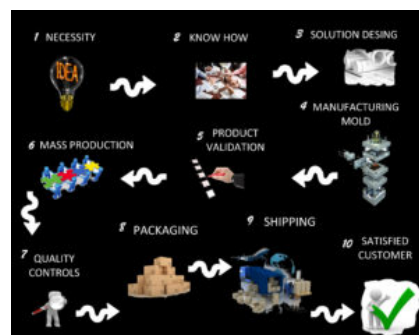 1 NECESSITY
IDEA
2 KNOW HOW
3 SOLUTION DESING
4 MANUFACTURING
MOLD
5 PRODUCT
VALIDATION
6 MASS PRODUCTION
7 QUALITY
CONTROLS
8 PACKAGING
9 SHIPPING
10 SATISFIED
CUSTOMER